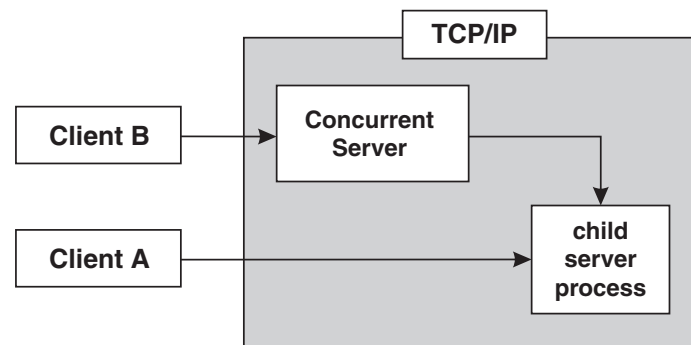 TCP/IP
Client B
Concurrent
Server
Client A
child
server
process